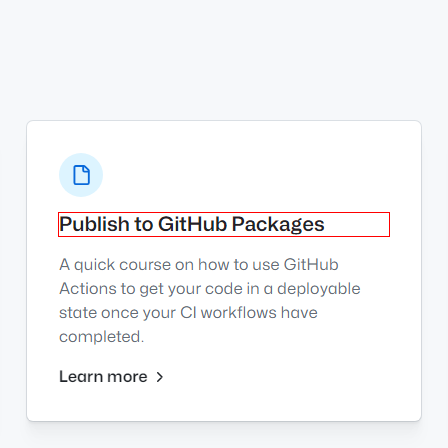 Publish to GitHub Packages
A quick course on how to use GitHub
Actions to get your code in a deployable
state once your CI workflows have
completed.
Learn more